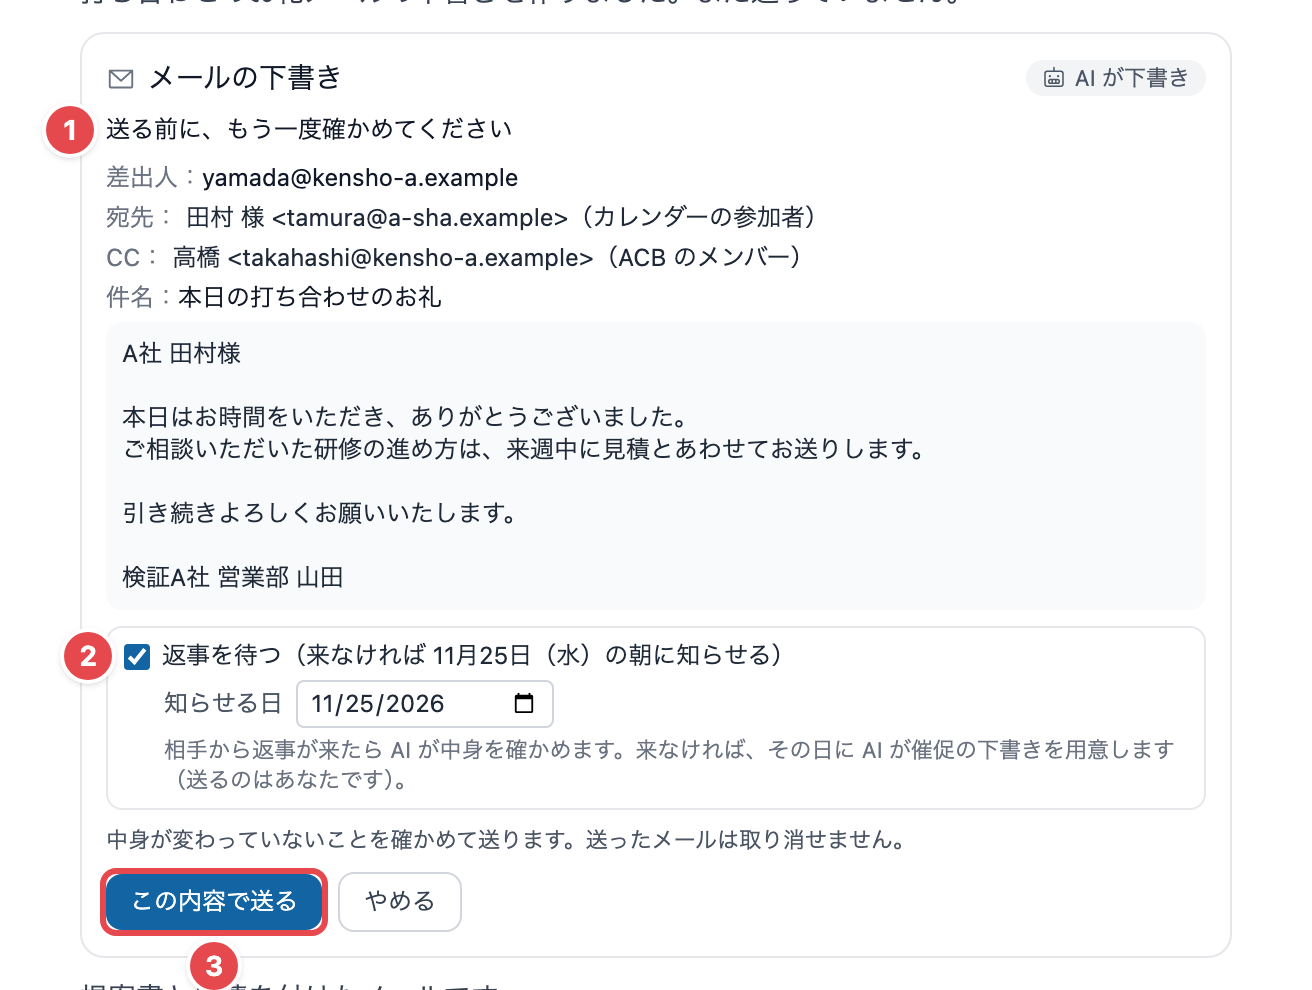 メールの下書き
AI が下書き
1
送る前に、もう一度確かめてください
差出人：yamada@kensho-a.example
宛先： 田村 様 <tamura@a-sha.example>（カレンダーの参加者）
CC： 高橋 <takahashi@kensho-a.example>（ACB のメンバー）
件名：本日の打ち合わせのお礼
A社 田村様
本日はお時間をいただき、ありがとうございました。
ご相談いただいた研修の進め方は、来週中に見積とあわせてお送りします。
引き続きよろしくお願いいたします。
検証A社 営業部 山田
2
返事を待つ（来なければ 11月25日（水）の朝に知らせる）
知らせる日 11/25/2026
相手から返事が来たら AI が中身を確かめます。来なければ、その日に AI が催促の下書きを用意します
（送るのはあなたです）。
中身が変わっていないことを確かめて送ります。送ったメールは取り消せません。
この内容で送る
やめる
3